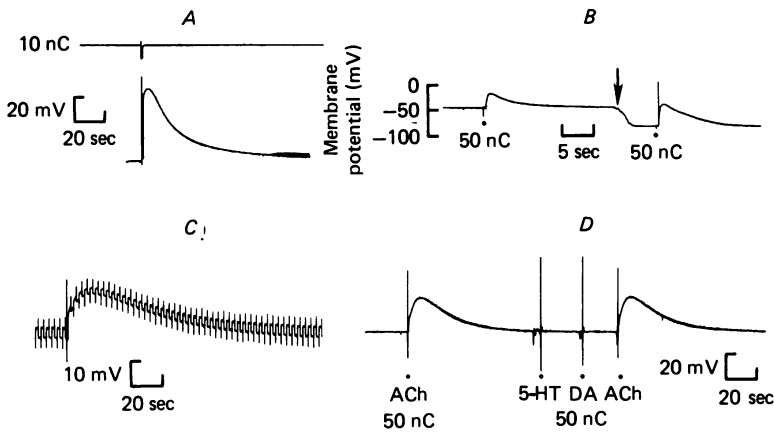 A
10 nC
20 mV
20 sec
B
Membrane
potential (mV)
0
−50
−100
50 nC
5 sec
50 nC
C
10 mV
20 sec
D
ACh
50 nC
5-HT DA ACh
50 nC
20 mV
20 sec